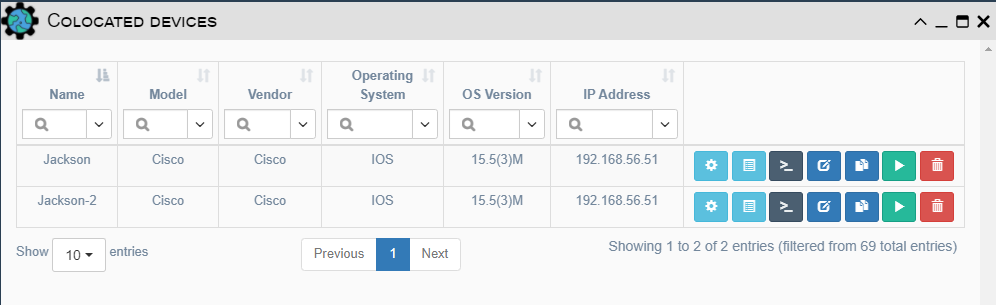 Colocated devices
Name Model Vendor Operating System OS Version IP Address
Jackson Cisco Cisco IOS 15.5(3)M 192.168.56.51
Jackson-2 Cisco Cisco IOS 15.5(3)M 192.168.56.51
Show 10 entries Previous 1 Next Showing 1 to 2 of 2 entries (filtered from 69 total entries)